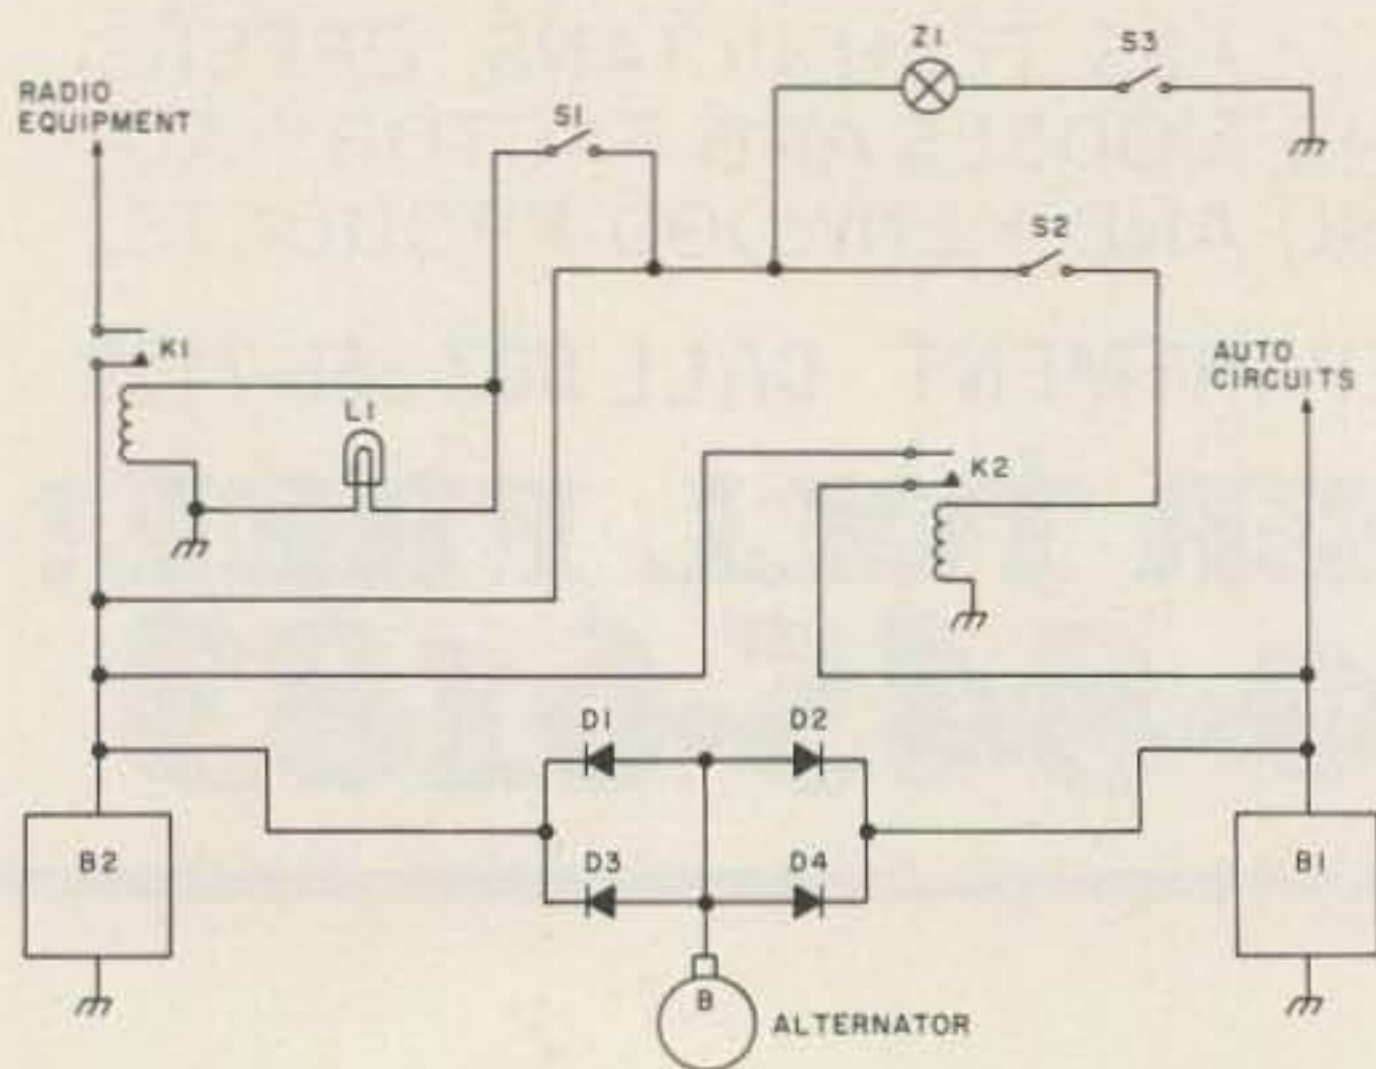 Z1
S3
RADIO
EQUIPMENT
S1
S2
K1
AUTO
CIRCUITS
L1
K2
D1
D2
B2
D3
D4
B1
B
ALTERNATOR